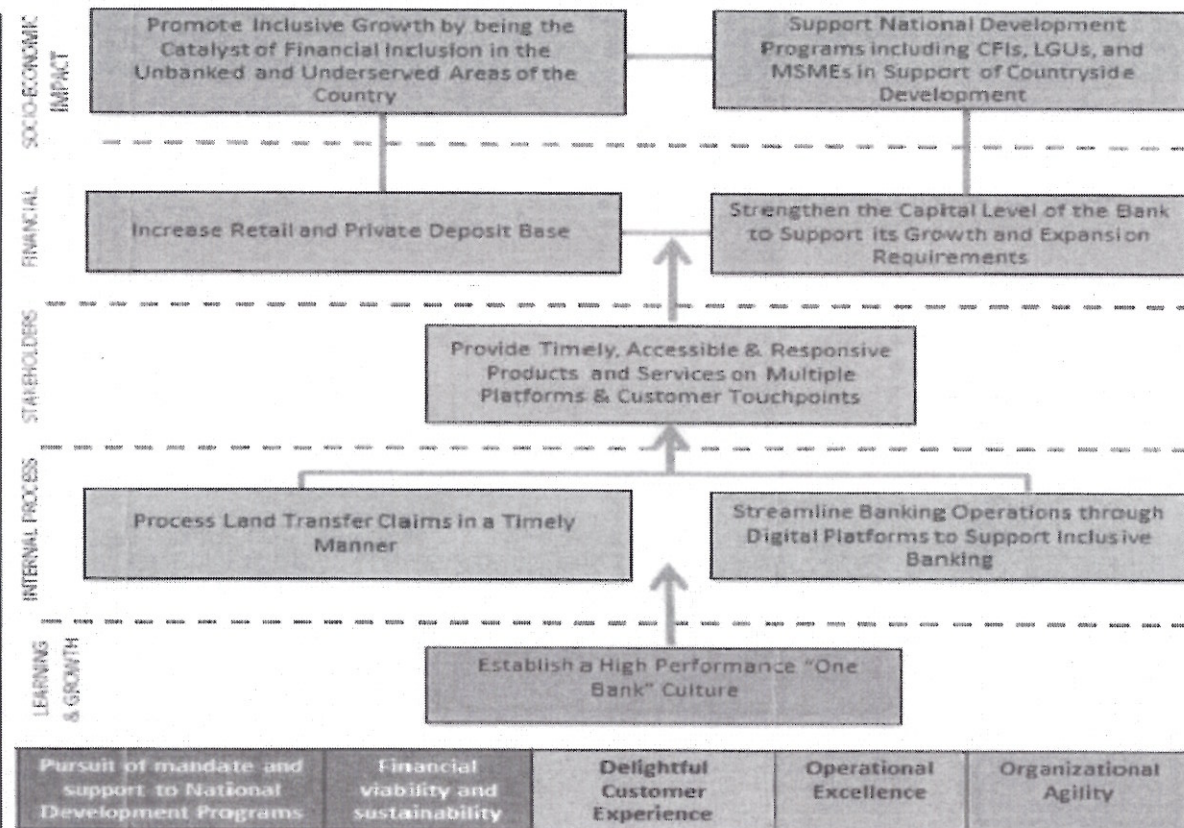 SOCIO-ECONOMIC
IMPACT
Promote Inclusive Growth by being the
Catalyst of Financial Inclusion in the
Unbanked and Underserved Areas of the
Country
Support National Development
Programs including CFIs, LGUs, and
MSMEs in Support of Countryside
Development
FINANCIAL
Increase Retail and Private Deposit Base
Strengthen the Capital Level of the Bank
to Support its Growth and Expansion
Requirements
STAKEHOLDERS
Provide Timely, Accessible & Responsive
Products and Services on Multiple
Platforms & Customer Touchpoints
INTERNAL PROCESS
Process Land Transfer Claims in a Timely
Manner
Streamline Banking Operations through
Digital Platforms to Support Inclusive
Banking
LEARNING
& GROWTH
Establish a High Performance "One
Bank" Culture
Pursuit of mandate and
support to National
Development Programs
Financial
viability and
sustainability
Delightful
Customer
Experience
Operational
Excellence
Organizational
Agility